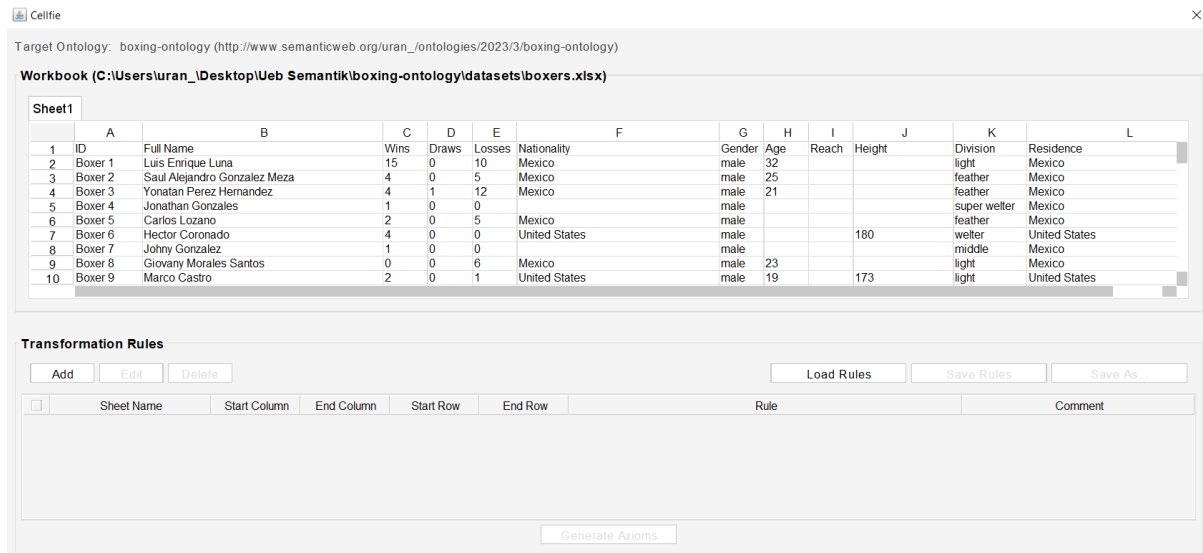 Cellfie
Target Ontology: boxing-ontology (http://www.semanticweb.org/uran_/ontologies/2023/3/boxing-ontology)
Workbook (C:\Users\uran_\Desktop\Ueb Semantik\boxing-ontology\datasets\boxers.xlsx)
Sheet1
A B C D E F G H I J K L
1 ID Full Name Wins Draws Losses Nationality Gender Age Reach Height Division Residence
2 Boxer 1 Luis Enrique Luna 15 0 10 Mexico male 32 light Mexico
3 Boxer 2 Saul Alejandro Gonzalez Meza 4 0 5 Mexico male 25 feather Mexico
4 Boxer 3 Yonatan Perez Hernandez 4 1 12 Mexico male 21 feather Mexico
5 Boxer 4 Jonathan Gonzales 1 0 0 male super welter Mexico
6 Boxer 5 Carlos Lozano 2 0 5 Mexico male feather Mexico
7 Boxer 6 Hector Coronado 4 0 0 United States male 180 welter United States
8 Boxer 7 Johny Gonzalez 1 0 0 male middle Mexico
9 Boxer 8 Giovany Morales Santos 0 0 6 Mexico male 23 light Mexico
10 Boxer 9 Marco Castro 2 0 1 United States male 19 173 light United States
Transformation Rules
Add Edit Delete Load Rules Save Rules Save As...
Sheet Name Start Column End Column Start Row End Row Rule Comment
Generate Axioms